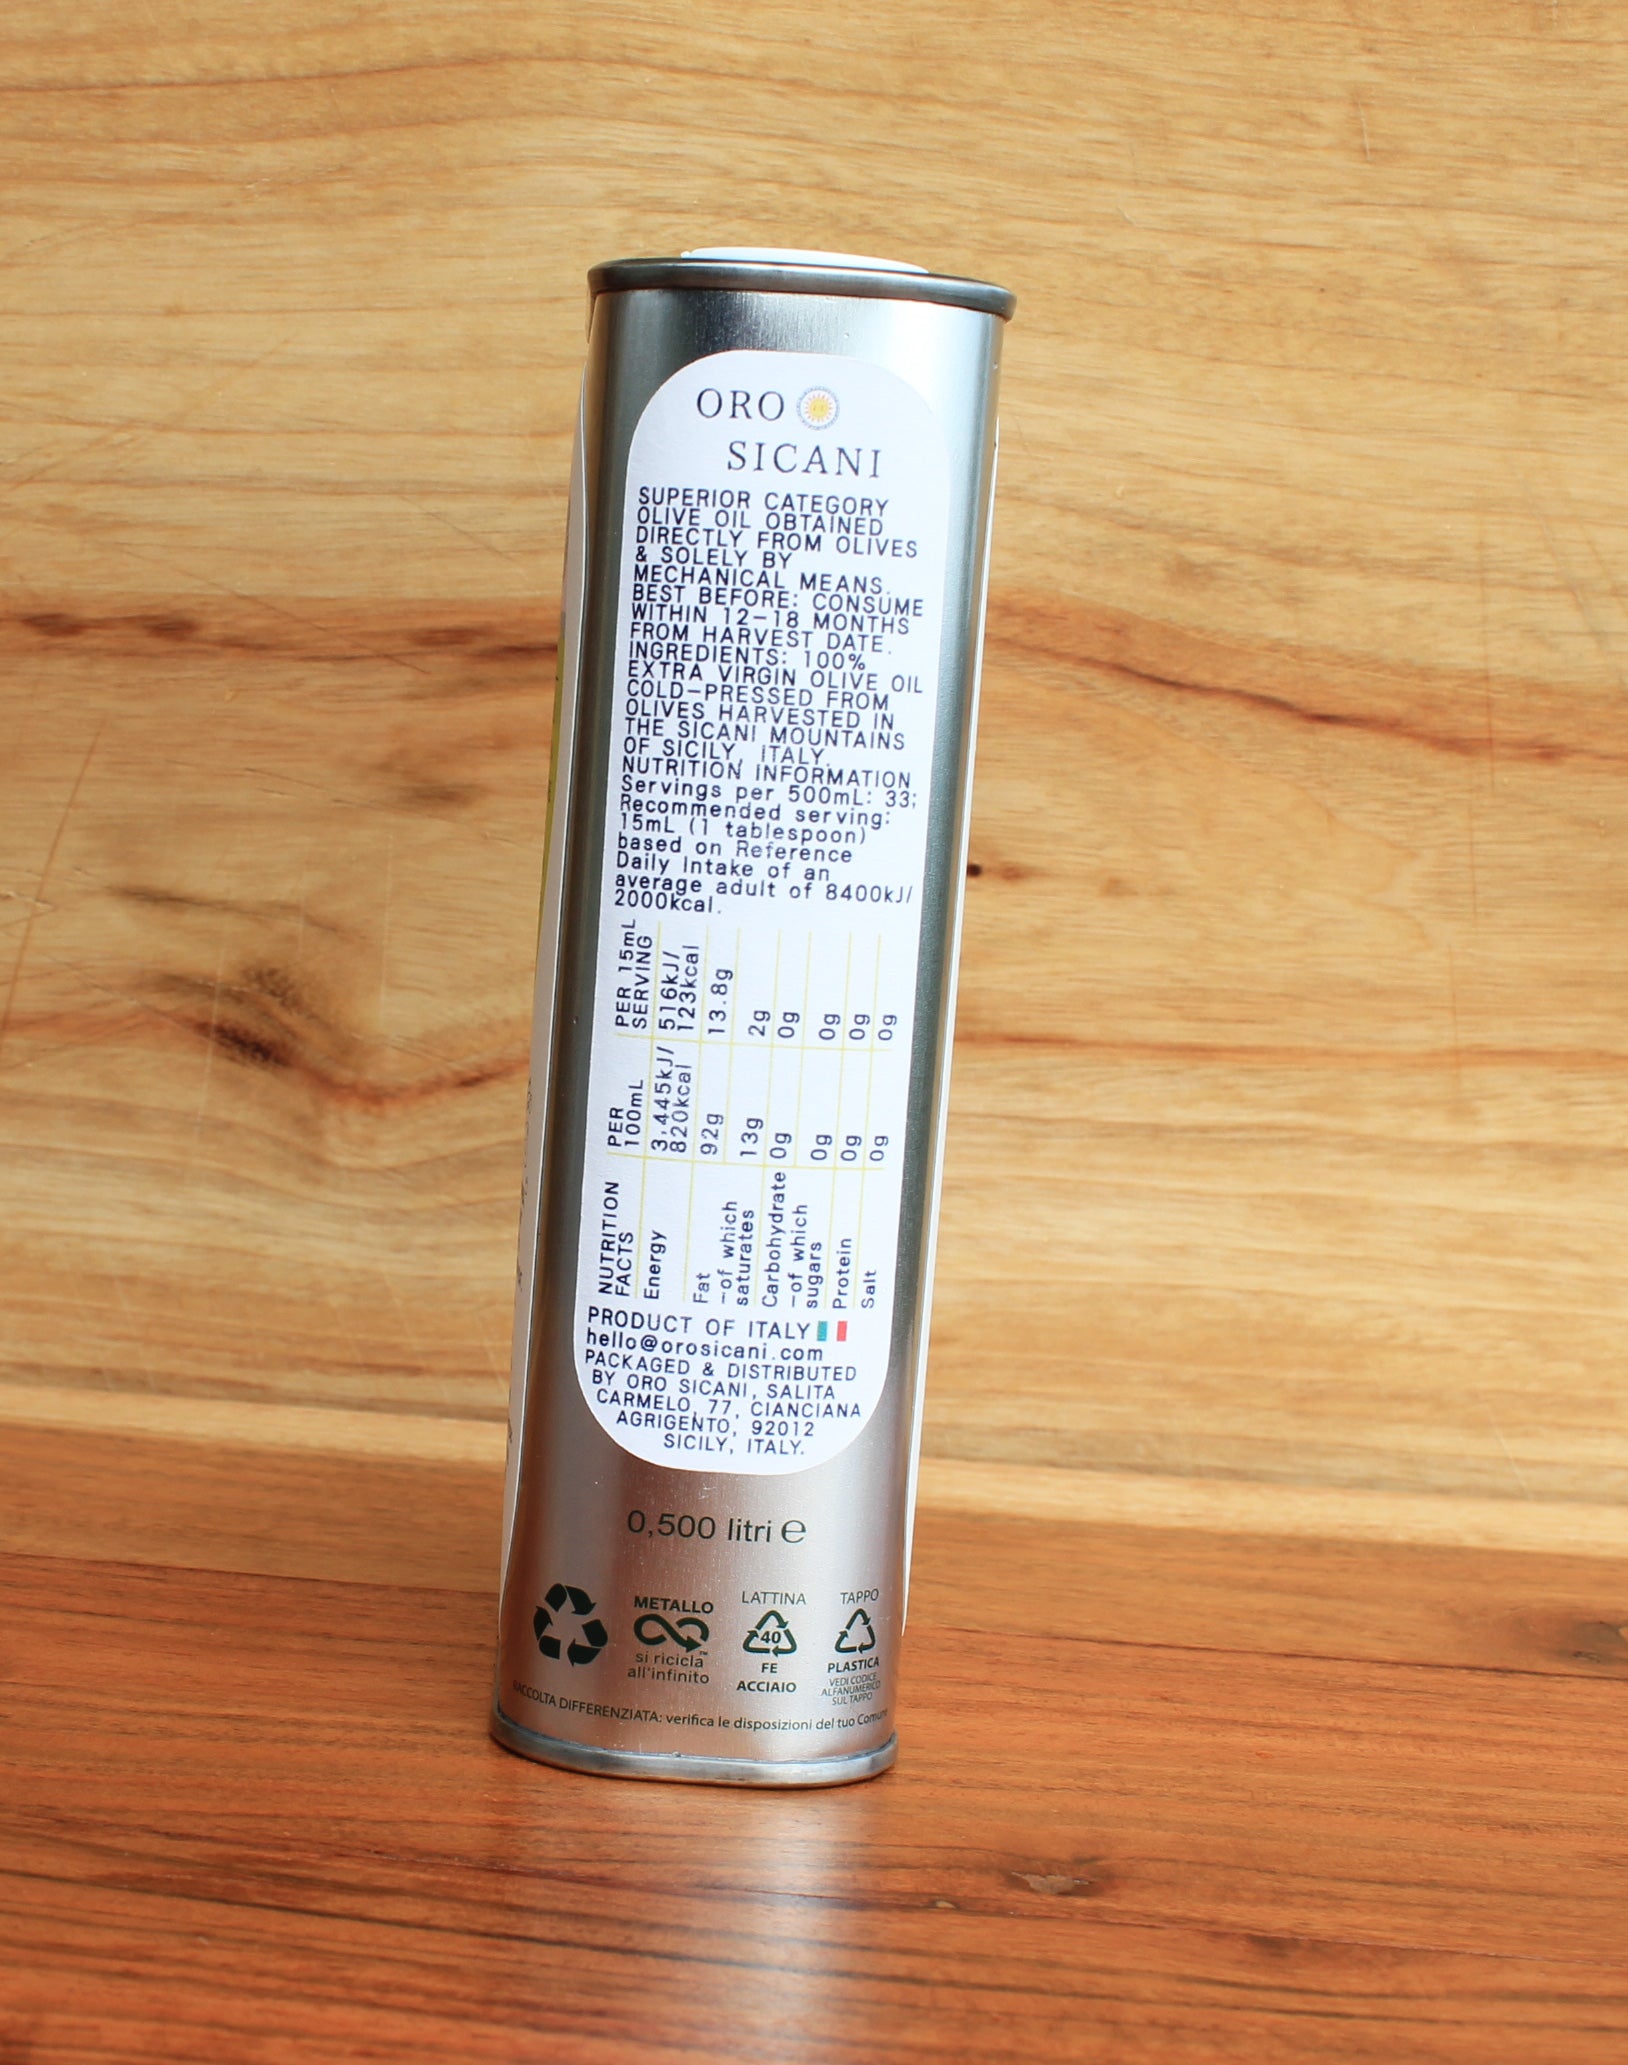 ORO
SICANI
SUPERIOR CATEGORY
OLIVE OIL OBTAINED
DIRECTLY FROM OLIVES
& SOLELY BY
MECHANICAL MEANS.
BEST BEFORE: CONSUME
WITHIN 12-18 MONTHS
FROM HARVEST DATE.
INGREDIENTS: 100%
EXTRA VIRGIN OLIVE OIL
COLD-PRESSED FROM
OLIVES HARVESTED IN
THE SICANI MOUNTAINS
OF SICILY, ITALY.
NUTRITION INFORMATION
Servings per 500mL: 33;
Recommended serving:
15mL (1 tablespoon)
based on Reference
Daily Intake of an
average adult of 8400kJ/
2000kcal.
NUTRITION FACTS PER 100mL PER 15mL SERVING
Energy 3,445kJ/ 820kcal 516kJ/ 123kcal
Fat 92g 13.8g
-of which saturates 13g 2g
Carbohydrate 0g 0g
-of which sugars 0g 0g
Protein 0g 0g
Salt 0g 0g
PRODUCT OF ITALY
hello@orosicani.com
PACKAGED & DISTRIBUTED
BY ORO SICANI, SALITA
CARMELO, 77, CIANCIANA
AGRIGENTO, 92012
SICILY, ITALY.
0,500 litri e
METALLO
si ricicla
all'infinito
LATTINA
40
FE
ACCIAIO
TAPPO
PLASTICA
VEDI CODICE
ALFANUMERICO
SUL TAPPO
RACCOLTA DIFFERENZIATA: verifica le disposizioni del tuo Comune